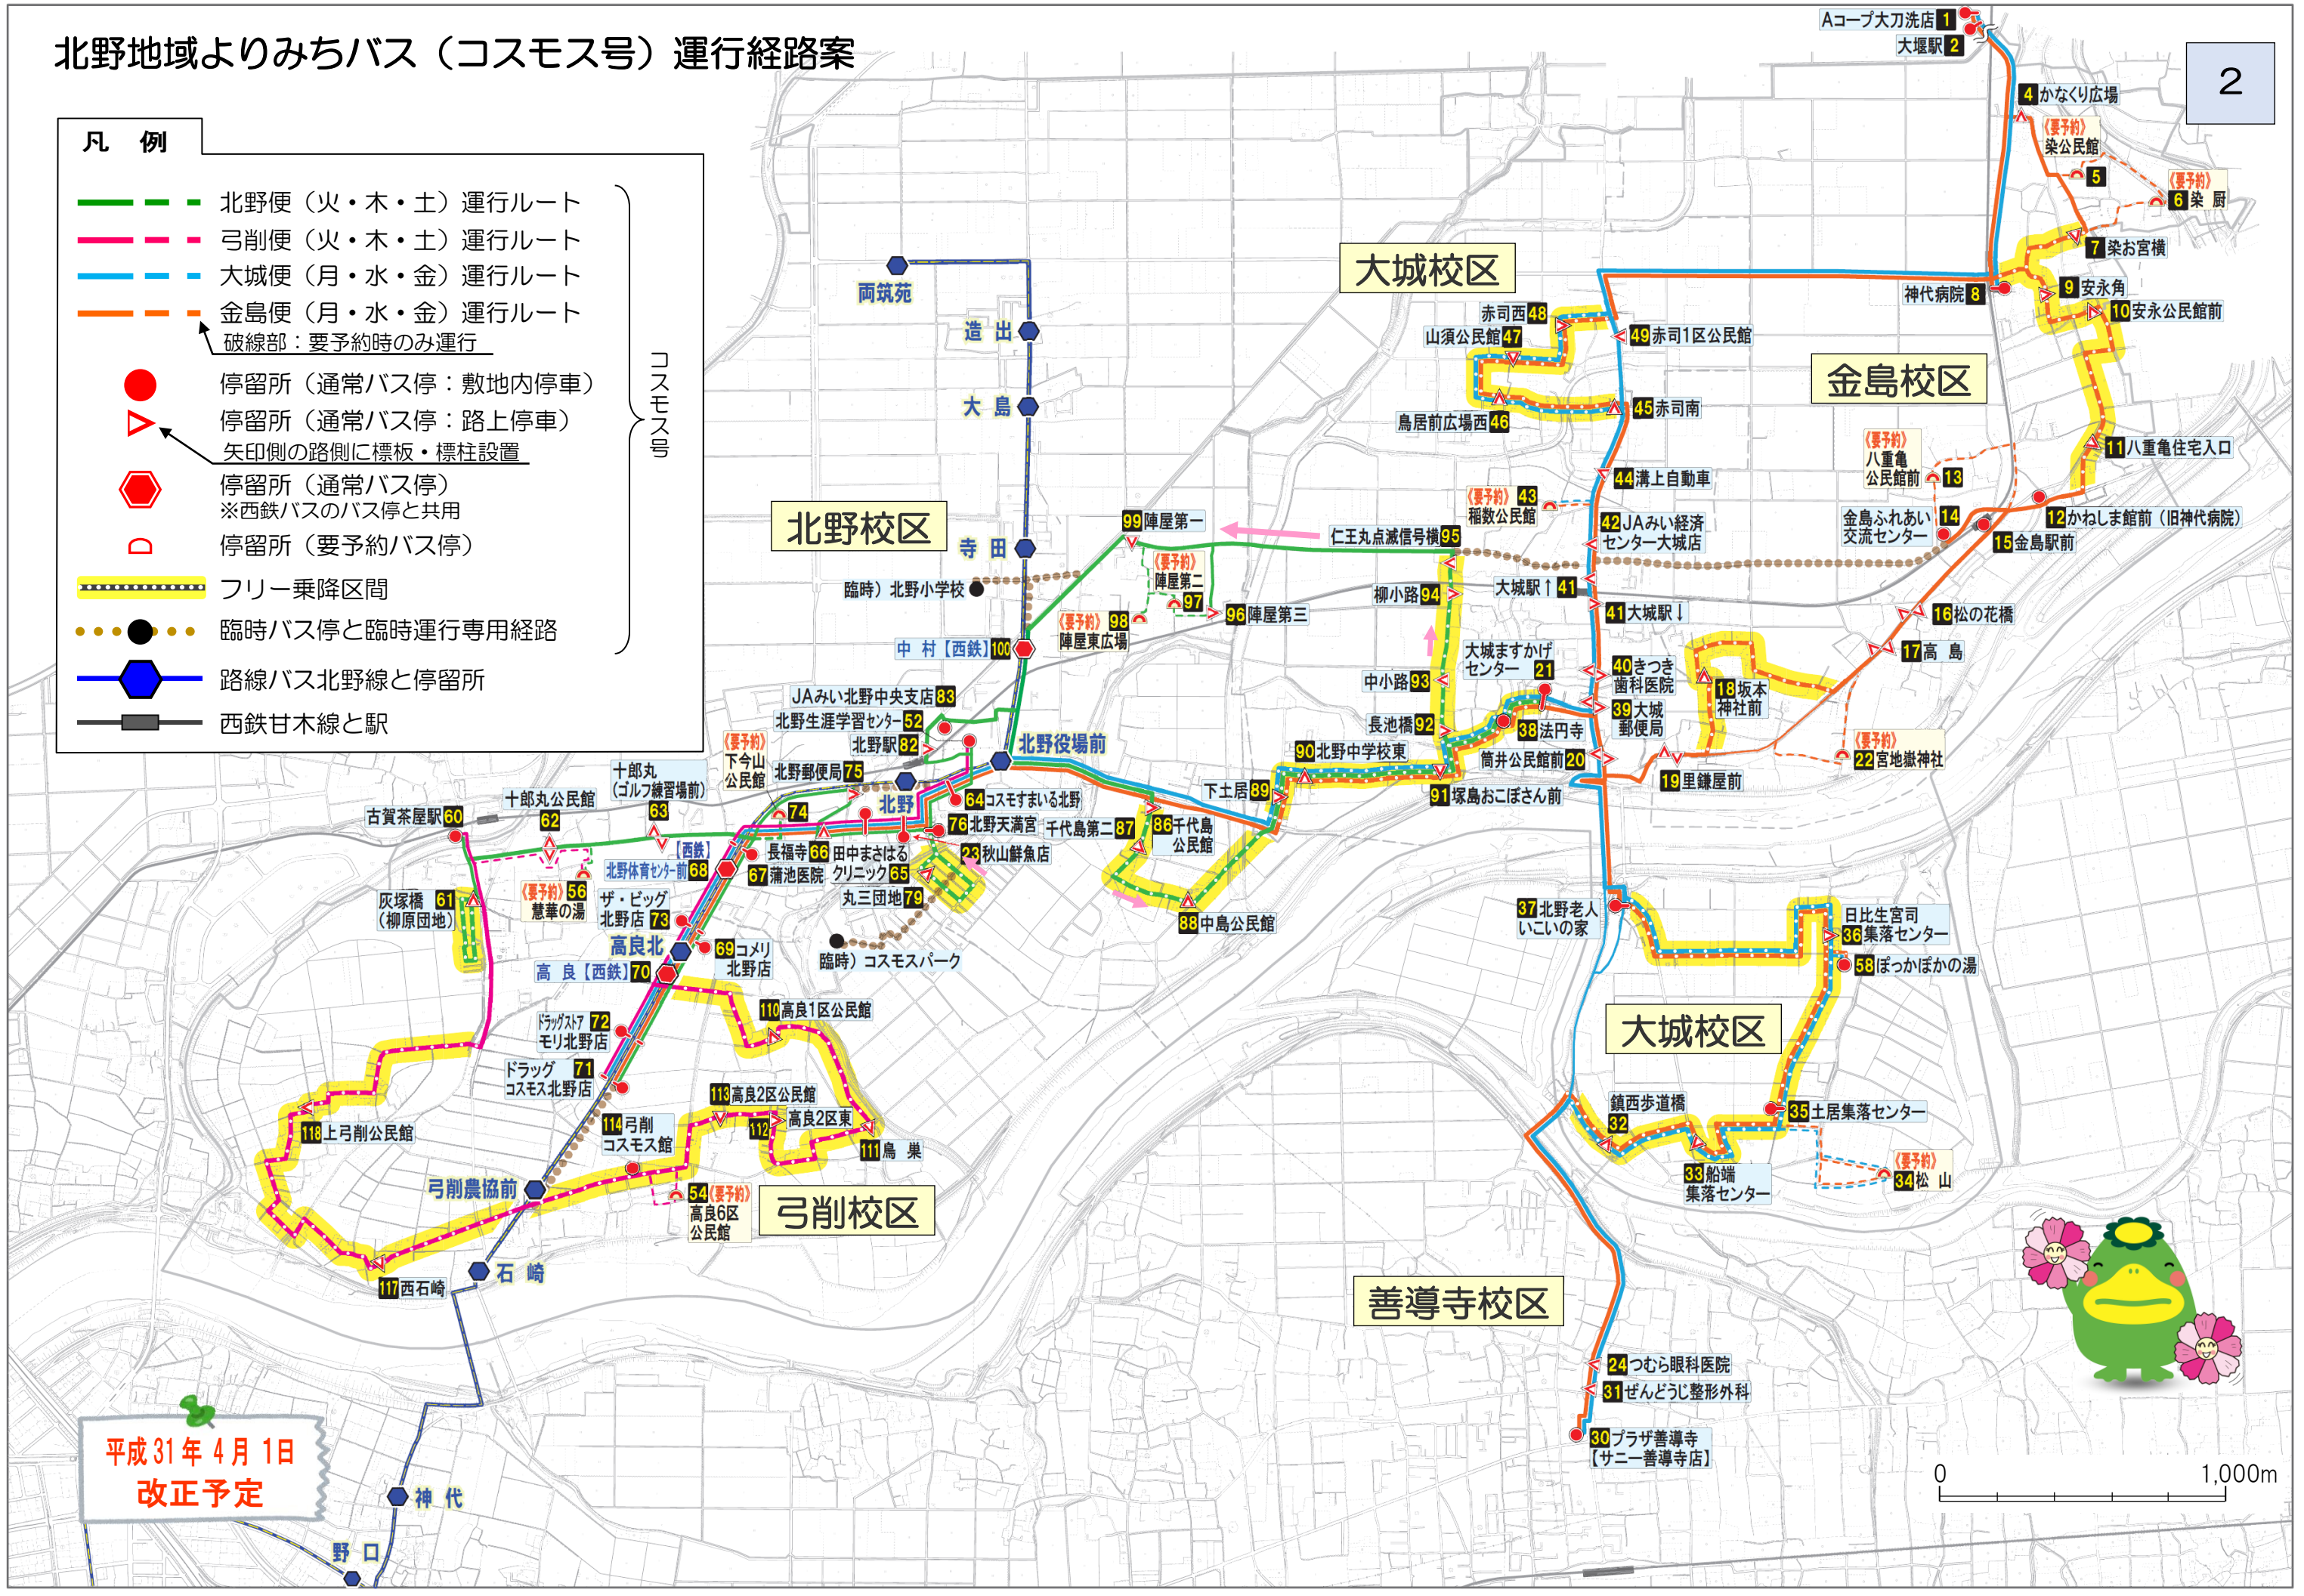 北野地域よりみちバス（コスモス号）運行経路案
2
凡　例
北野便（火・木・土）運行ルート
弓削便（火・木・土）運行ルート
大城便（月・水・金）運行ルート
金島便（月・水・金）運行ルート
破線部：要予約時のみ運行
停留所（通常バス停：敷地内停車）
停留所（通常バス停：路上停車）
矢印側の路側に標板・標柱設置
停留所（通常バス停）
※西鉄バスのバス停と共用
停留所（要予約バス停）
フリー乗降区間
臨時バス停と臨時運行専用経路
コスモス号
路線バス北野線と停留所
西鉄甘木線と駅
Aコープ大刀洗店 1
大堰駅 2
4 かなくり広場
《要予約》
染公民館
5
《要予約》
6 染　厨
7 染お宮横
神代病院 8
9 安永角
10 安永公民館前
大城校区
赤司西 48
山須公民館 47
49 赤司1区公民館
鳥居前広場西 46
45 赤司南
金島校区
11 八重亀住宅入口
《要予約》
八重亀
公民館前 13
44 溝上自動車
《要予約》 43
稲数公民館
42 JAみい経済
センター大城店
金島ふれあい 14
交流センター
12 かねしま館前（旧神代病院）
15 金島駅前
両筑苑
造　出
大　島
北野校区
寺　田
臨時）北野小学校
99 陣屋第一
仁王丸点滅信号横 95
《要予約》
陣屋第二
97
《要予約》 98
陣屋東広場
96 陣屋第三
柳小路 94
大城駅↑ 41
41 大城駅↓
16 松の花橋
17 高　島
中　村【西鉄】 100
大城ますかげ
センター 21
40 きつき
歯科医院
18 坂本
神社前
中小路 93
39 大城
郵便局
長池橋 92
38 法円寺
筒井公民館前 20
19 里鎌屋前
《要予約》
22 宮地嶽神社
JAみい北野中央支店 83
北野生涯学習センター 52
北野駅 82
北野役場前
《要予約》
下今山
公民館
北野郵便局 75
74
北野
90 北野中学校東
下土居 89
91 塚島おこぼさん前
十郎丸
（ゴルフ練習場前）
63
十郎丸公民館
62
古賀茶屋駅 60
64 コスモすまいる北野
76 北野天満宮
千代島第二 87
86 千代島
公民館
【西鉄】
北野体育センター前 68
長福寺 66
田中まさはる
クリニック 65
23 秋山鮮魚店
67 蒲池医院
丸三団地 79
《要予約》 56
慧華の湯
灰塚橋 61
（柳原団地）
ザ・ビッグ
北野店 73
88 中島公民館
高良北
69 コメリ
北野店
臨時）コスモスパーク
高　良【西鉄】 70
37 北野老人
いこいの家
日比生宮司
36 集落センター
58 ぽっかぽかの湯
ドラッグストア 72
モリ北野店
110 高良1区公民館
大城校区
ドラッグ 71
コスモス北野店
113 高良2区公民館
112 高良2区東
111 鳥　巣
114 弓削
コスモス館
118 上弓削公民館
鎮西歩道橋
32
35 土居集落センター
33 船端
集落センター
《要予約》
34 松　山
弓削農協前
54《要予約》
高良6区
公民館
弓削校区
117 西石崎
石　崎
善導寺校区
24 つむら眼科医院
31 ぜんどうじ整形外科
30 プラザ善導寺
【サニー善導寺店】
平成31年4月1日
改正予定
神　代
野　口
0　1,000m